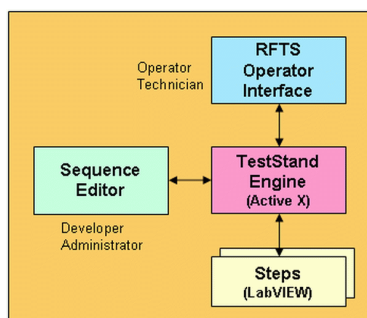 RFTS
Operator
Interface
Operator
Technician
Sequence
Editor
TestStand
Engine
(Active X)
Developer
Administrator
Steps
(LabVIEW)